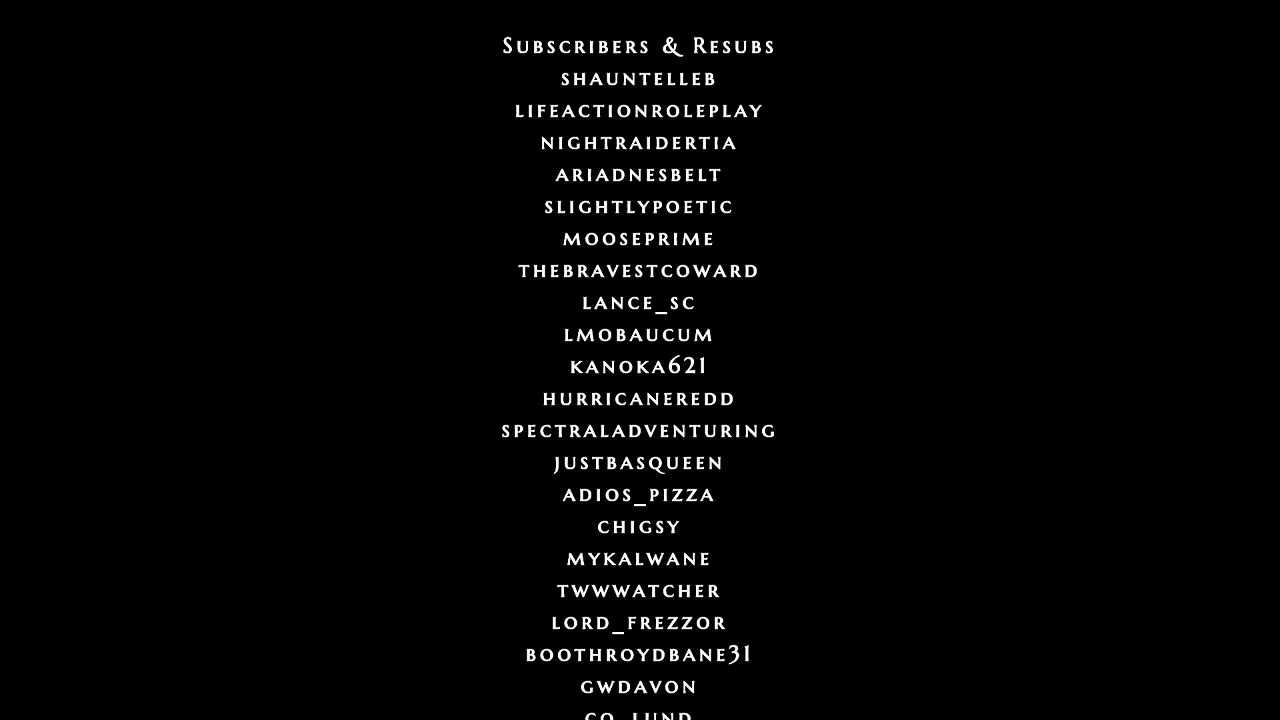 Subscribers & Resubs
shauntelleb
lifeactionroleplay
nightraidertia
ariadnesbelt
slightlypoetic
mooseprime
thebravestcoward
lance_sc
lmobaucum
kanoka621
hurricaneredd
spectraladventuring
justbasqueen
adios_pizza
chigsy
mykalwane
twwwatcher
lord_frezzor
boothroydbane31
gwdavon